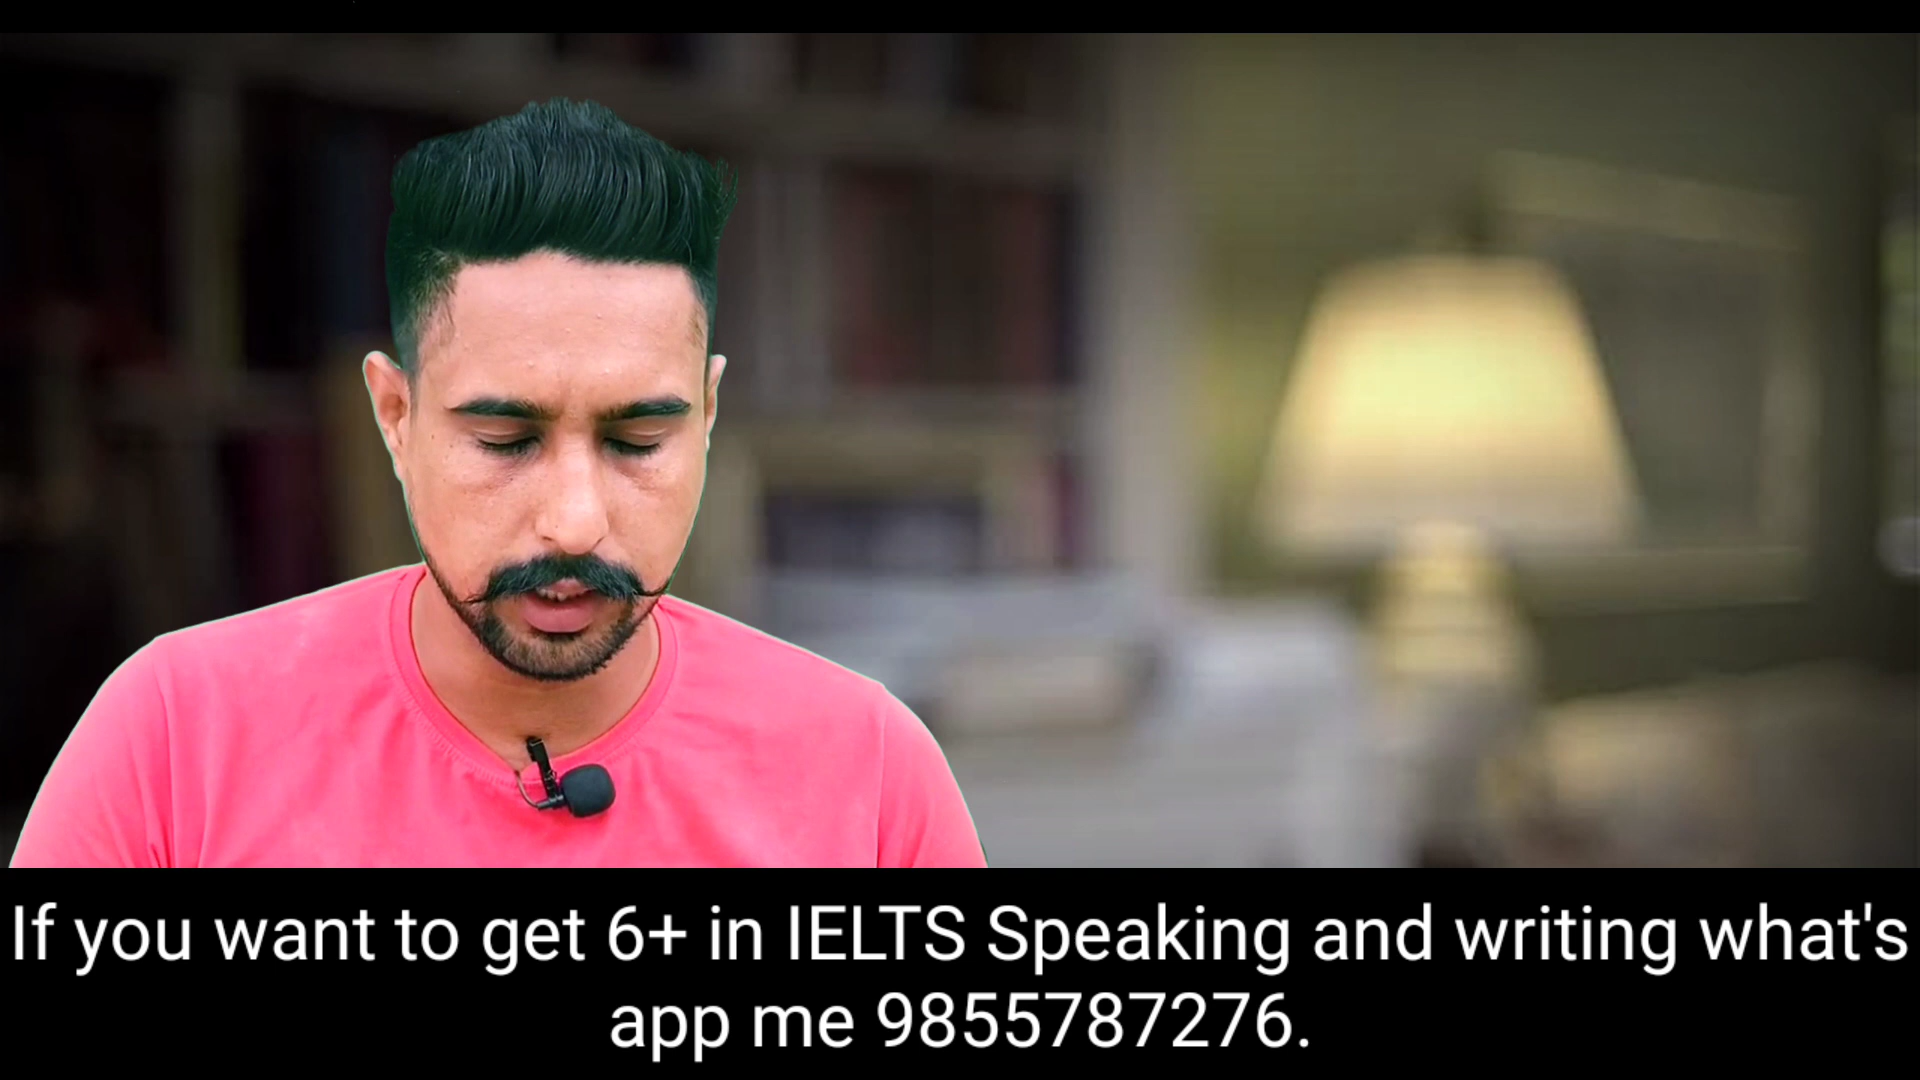 If you want to get 6+ in IELTS Speaking and writing what's
app me 9855787276.